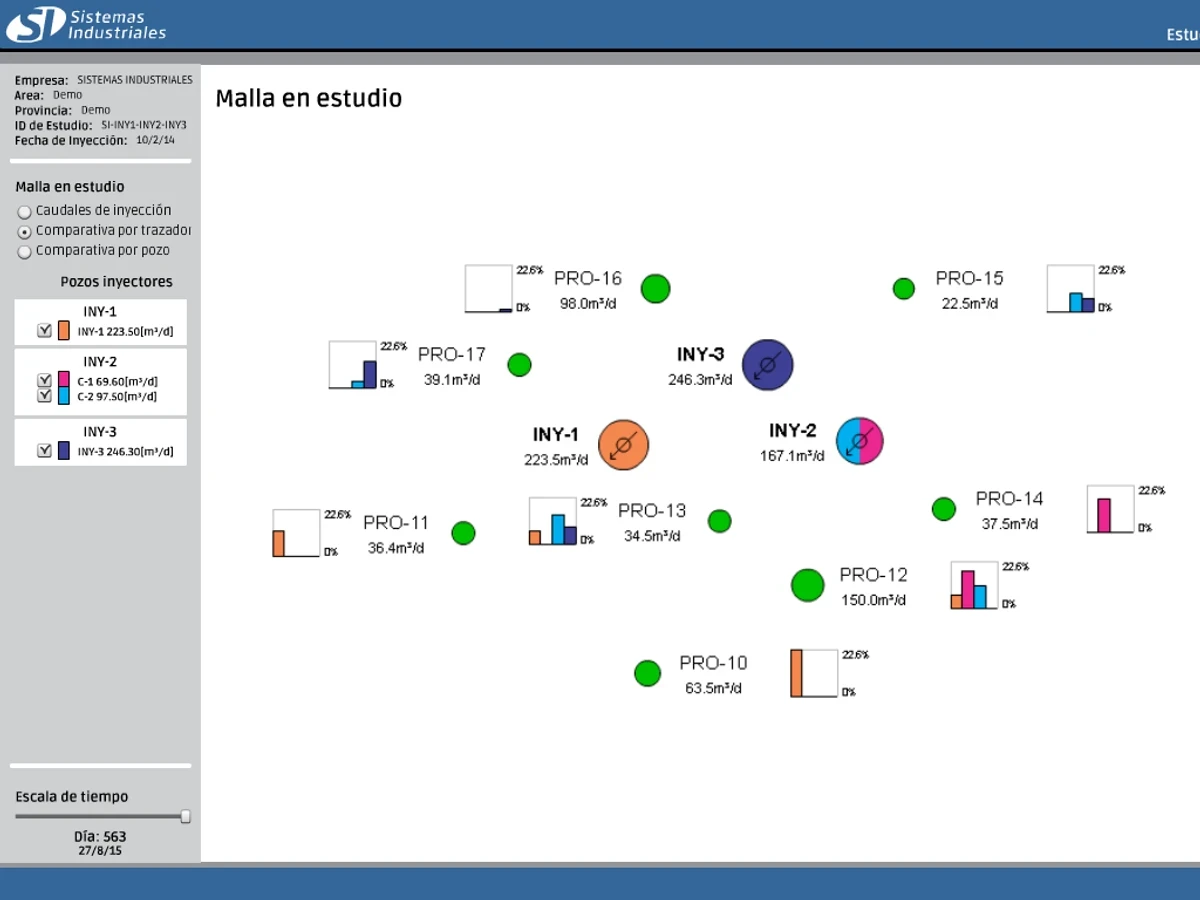 Sistemas
Industriales
Estu
Empresa: SISTEMAS INDUSTRIALES
Area: Demo
Provincia: Demo
ID de Estudio: SI-INY1-INY2-INY3
Fecha de Inyección: 10/2/14
Malla en estudio
Caudales de inyección
Comparativa por trazador
Comparativa por pozo
Pozos inyectores
INY-1
INY-1 223.50[m³/d]
INY-2
C-1 69.60[m³/d]
C-2 97.50[m³/d]
INY-3
INY-3 246.30[m³/d]
Escala de tiempo
Día: 563
27/8/15
Malla en estudio
22.6%
0%
PRO-16
98.0m³/d
PRO-15
22.5m³/d
22.6%
0%
22.6%
0%
PRO-17
39.1m³/d
INY-3
246.3m³/d
INY-1
223.5m³/d
INY-2
167.1m³/d
22.6%
0%
PRO-11
36.4m³/d
22.6%
0%
PRO-13
34.5m³/d
PRO-14
37.5m³/d
22.6%
0%
PRO-12
150.0m³/d
22.6%
0%
PRO-10
63.5m³/d
22.6%
0%